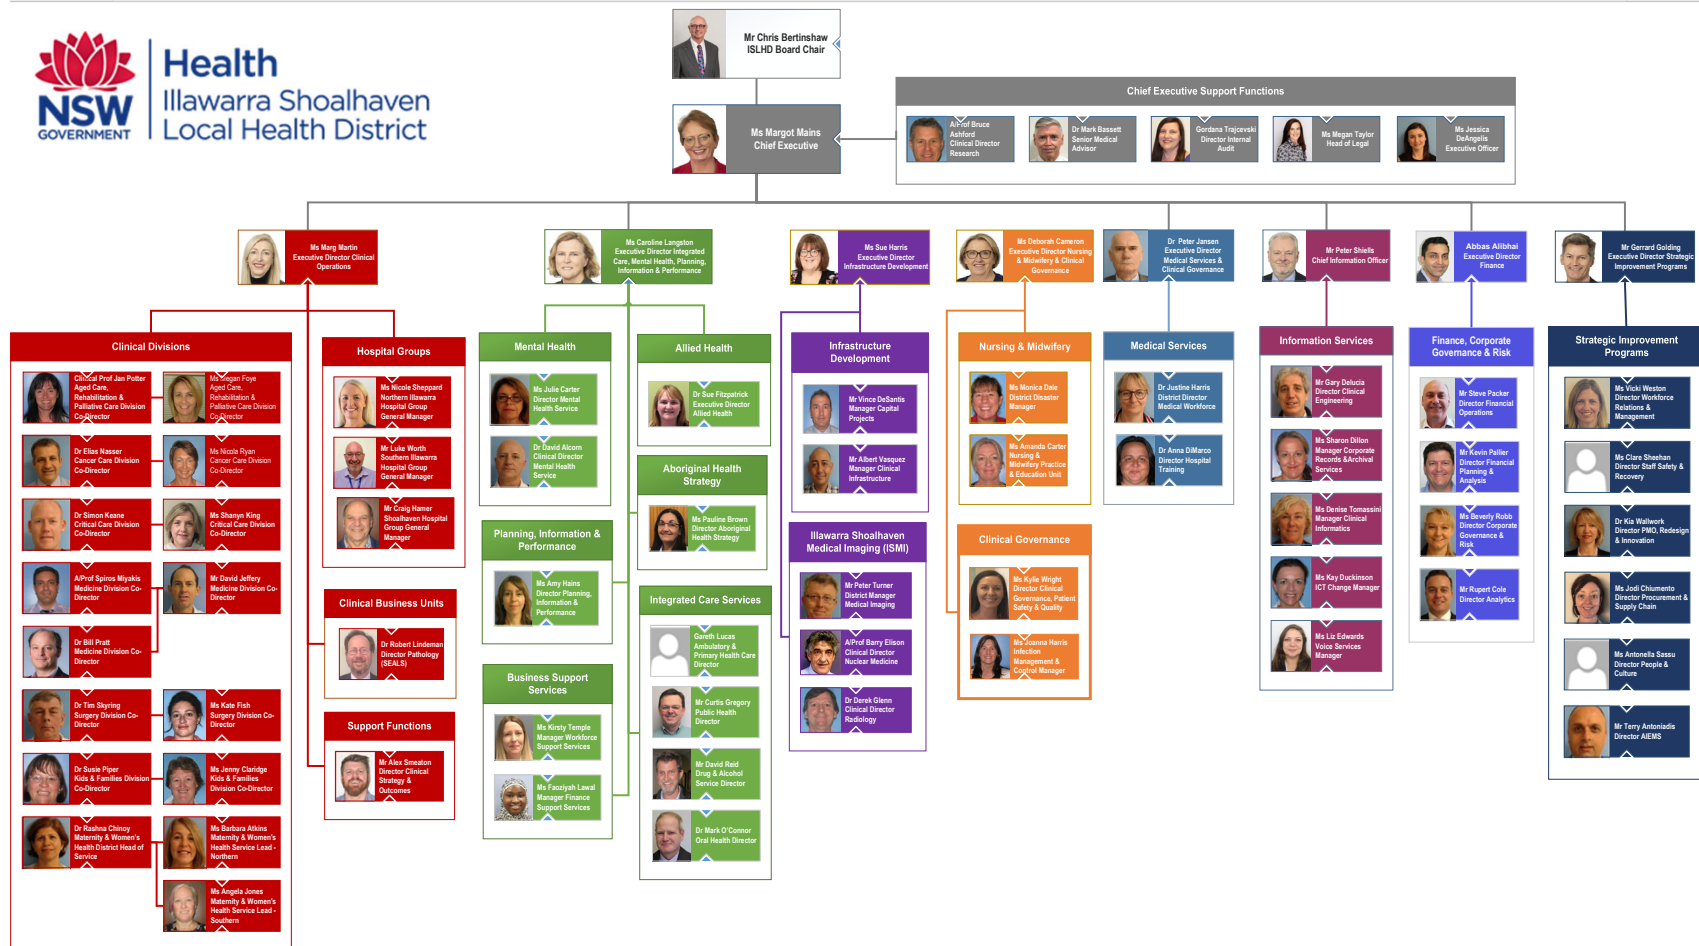 Mr Chris Bertinshaw
ISLHD Board Chair
NSW
GOVERNMENT
Health
Illawarra Shoalhaven
Local Health District
Ms Margot Mains
Chief Executive
Chief Executive Support Functions
A/Prof Bruce
Ashford
Clinical Director
Research
Dr Mark Bassett
Senior Medical
Advisor
Gordana Trajcevski
Director Internal
Audit
Ms Megan Taylor
Head of Legal
Ms Jessica
DeAngelis
Executive Officer
Ms Marg Martin
Executive Director Clinical
Operations
Ms Caroline Langston
Executive Director Integrated
Care, Mental Health, Planning,
Information & Performance
Ms Sue Harris
Executive Director
Infrastructure Development
Ms Deborah Cameron
Executive Director Nursing
& Midwifery & Clinical
Governance
Dr Peter Jansen
Executive Director
Medical Services &
Clinical Governance
Mr Peter Shiells
Chief Information Officer
Abbas Alibhai
Executive Director
Finance
Mr Gerrard Golding
Executive Director Strategic
Improvement Programs
Clinical Divisions
Clinical Prof Jan Potter
Aged Care,
Rehabilitation &
Palliative Care Division
Co-Director
Ms Megan Foye
Aged Care,
Rehabilitation &
Palliative Care Division
Co-Director
Dr Elias Nasser
Cancer Care Division
Co-Director
Ms Nicola Ryan
Cancer Care Division
Co-Director
Dr Simon Keane
Critical Care Division
Co-Director
Ms Shanyn King
Critical Care Division
Co-Director
A/Prof Spiros Miyakis
Medicine Division Co-
Director
Mr David Jeffery
Medicine Division Co-
Director
Dr Bill Pratt
Medicine Division Co-
Director
Dr Tim Skyring
Surgery Division Co-
Director
Ms Kate Fish
Surgery Division Co-
Director
Dr Susie Piper
Kids & Families Division
Co-Director
Ms Jenny Claridge
Kids & Families
Division Co-Director
Dr Rashna Chinoy
Maternity & Women's
Health District Head of
Service
Ms Barbara Atkins
Maternity & Women's
Health Service Lead -
Northern
Ms Angela Jones
Maternity & Women's
Health Service Lead -
Southern
Hospital Groups
Ms Nicole Sheppard
Northern Illawarra
Hospital Group
General Manager
Mr Luke Worth
Southern Illawarra
Hospital Group
General Manager
Mr Craig Hamer
Shoalhaven Hospital
Group General
Manager
Clinical Business Units
Dr Robert Lindeman
Director Pathology
(SEALS)
Support Functions
Mr Alex Smeaton
Director Clinical
Strategy &
Outcomes
Mental Health
Ms Julie Carter
Director Mental
Health Service
Dr David Alcorn
Clinical Director
Mental Health
Service
Planning, Information &
Performance
Ms Amy Hains
Director Planning,
Information &
Performance
Business Support
Services
Ms Kirsty Temple
Manager Workforce
Support Services
Ms Faoziyah Lawal
Manager Finance
Support Services
Allied Health
Dr Sue Fitzpatrick
Executive Director
Allied Health
Aboriginal Health
Strategy
Ms Pauline Brown
Director Aboriginal
Health Strategy
Integrated Care Services
Gareth Lucas
Ambulatory &
Primary Health Care
Director
Mr Curtis Gregory
Public Health
Director
Mr David Reid
Drug & Alcohol
Service Director
Dr Mark O'Connor
Oral Health Director
Infrastructure
Development
Mr Vince DeSantis
Manager Capital
Projects
Mr Albert Vasquez
Manager Clinical
Infrastructure
Illawarra Shoalhaven
Medical Imaging (ISMI)
Mr Peter Turner
District Manager
Medical Imaging
A/Prof Barry Elison
Clinical Director
Nuclear Medicine
Dr Derek Glenn
Clinical Director
Radiology
Nursing & Midwifery
Ms Monica Dale
District Disaster
Manager
Ms Amanda Carter
Nursing &
Midwifery Practice
& Education Unit
Clinical Governance
Ms Kylie Wright
Director Clinical
Governance, Patient
Safety & Quality
Ms Joanna Harris
Infection
Management &
Control Manager
Medical Services
Dr Justine Harris
District Director
Medical Workforce
Dr Anna DiMarco
Director Hospital
Training
Information Services
Mr Gary Delucia
Director Clinical
Engineering
Ms Sharon Dillon
Manager Corporate
Records &Archival
Services
Ms Denise Tomassini
Manager Clinical
Informatics
Ms Kay Duckinson
ICT Change Manager
Ms Liz Edwards
Voice Services
Manager
Finance, Corporate
Governance & Risk
Mr Steve Packer
Director Financial
Operations
Mr Kevin Pallier
Director Financial
Planning &
Analysis
Ms Beverly Robb
Director Corporate
Governance &
Risk
Mr Rupert Cole
Director Analytics
Strategic Improvement
Programs
Ms Vicki Weston
Director Workforce
Relations &
Management
Ms Clare Sheehan
Director Staff Safety &
Recovery
Dr Kia Wallwork
Director PMO, Redesign
& Innovation
Ms Jodi Chiumento
Director Procurement &
Supply Chain
Ms Antonella Sassu
Director People &
Culture
Mr Terry Antoniadis
Director AIEMS